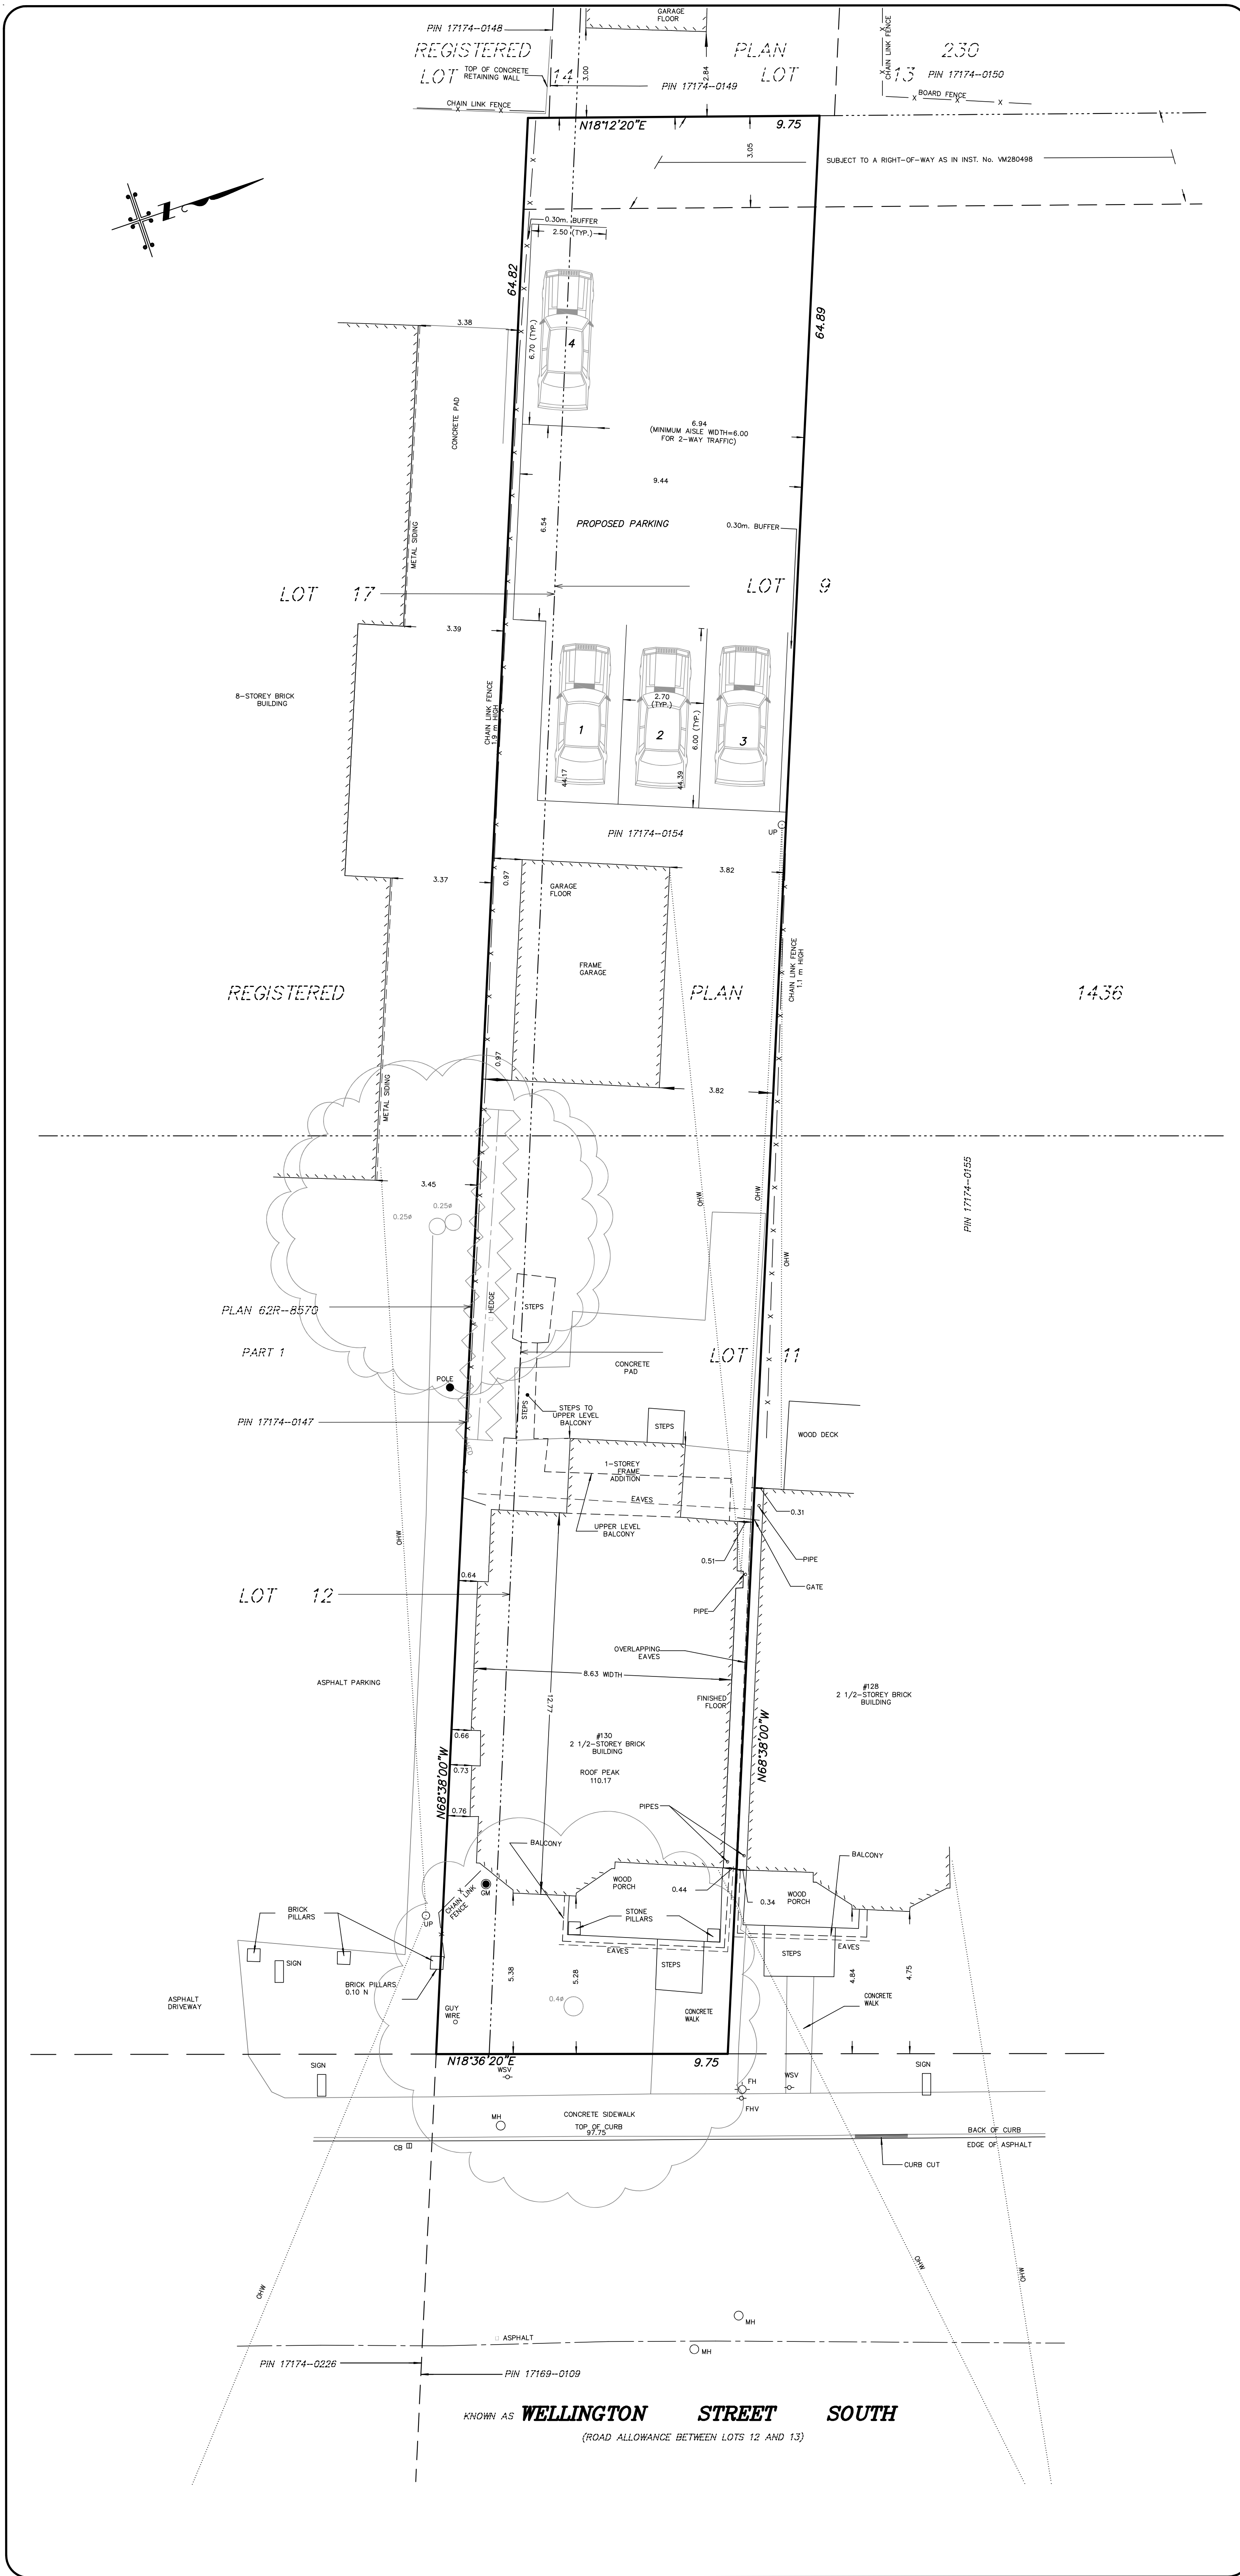 PIN 17174-0148
GARAGE
FLOOR
REGISTERED PLAN 230
LOT 14 LOT 13
TOP OF CONCRETE
RETAINING WALL
3.00
2.84
CHAIN LINK FENCE
PIN 17174-0150
PIN 17174-0149
BOARD FENCE
CHAIN LINK FENCE
N18°12'20"E
9.75
3.05
SUBJECT TO A RIGHT-OF-WAY AS IN INST. No. VM280498
0.30m. BUFFER
2.50 (TYP.)
64.82
64.89
3.38
6.70 (TYP.)
4
CONCRETE PAD
6.94
(MINIMUM AISLE WIDTH=6.00
FOR 2-WAY TRAFFIC)
9.44
6.54
PROPOSED PARKING
0.30m. BUFFER
METAL SIDING
LOT 17
LOT 9
3.39
8-STOREY BRICK
BUILDING
CHAIN LINK FENCE
1.9 m HIGH
2.70
(TYP.)
6.00 (TYP.)
1
2
3
44.17
44.39
PIN 17174-0154
UP
3.37
0.97
GARAGE
FLOOR
3.82
FRAME
GARAGE
CHAIN LINK FENCE
1.1 m HIGH
REGISTERED PLAN 1436
0.97
3.82
METAL SIDING
3.45
OHW
OHW
PIN 17174-0155
0.25ø
0.25ø
OHW
HEDGE
STEPS
PLAN 62R-8570
PART 1
CONCRETE
PAD
LOT 11
POLE
STEPS
STEPS TO
UPPER LEVEL
BALCONY
STEPS
PIN 17174-0147
WOOD DECK
1-STOREY
FRAME
ADDITION
EAVES
UPPER LEVEL
BALCONY
0.31
OHW
0.51
PIPE
0.64
GATE
LOT 12
PIPE
OVERLAPPING
EAVES
8.63 WIDTH
ASPHALT PARKING
12.77
FINISHED
FLOOR
#128
2 1/2-STOREY BRICK
BUILDING
0.66
#130
2 1/2-STOREY BRICK
BUILDING
N68°38'00"W
N68°38'00"W
0.73
ROOF PEAK
110.17
0.76
PIPES
BALCONY
BALCONY
WOOD
PORCH
0.44
0.34
WOOD
PORCH
CHAIN LINK
FENCE
GM
BRICK
PILLARS
UP
STONE
PILLARS
EAVES
EAVES
SIGN
STEPS
STEPS
BRICK PILLARS
0.10 N
5.38
5.28
4.84
4.75
ASPHALT
DRIVEWAY
0.4ø
GUY
WIRE
CONCRETE
WALK
CONCRETE
WALK
N18°36'20"E
9.75
SIGN
WSV
WSV
SIGN
FH
FHV
MH
CONCRETE SIDEWALK
TOP OF CURB
97.75
BACK OF CURB
CB
EDGE OF ASPHALT
CURB CUT
OHW
OHW
OHW
MH
ASPHALT
MH
PIN 17174-0226
PIN 17169-0109
KNOWN AS WELLINGTON STREET SOUTH
(ROAD ALLOWANCE BETWEEN LOTS 12 AND 13)